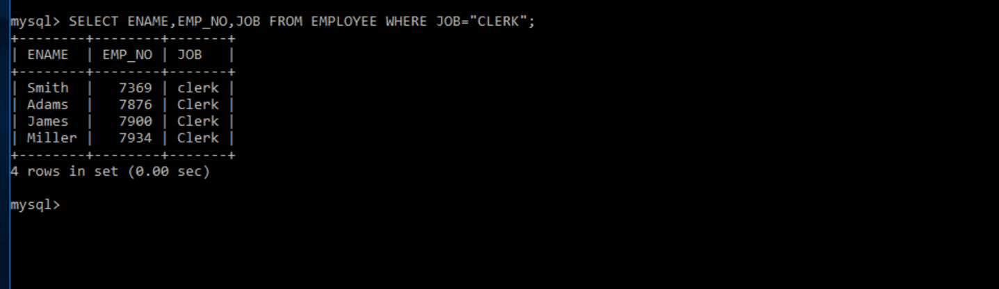 mysql> SELECT ENAME,EMP_NO,JOB FROM EMPLOYEE WHERE JOB="CLERK";
+--------+--------+-------+
| ENAME  | EMP_NO | JOB   |
+--------+--------+-------+
| Smith  |   7369 | clerk |
| Adams  |   7876 | Clerk |
| James  |   7900 | Clerk |
| Miller |   7934 | Clerk |
+--------+--------+-------+
4 rows in set (0.00 sec)
mysql>